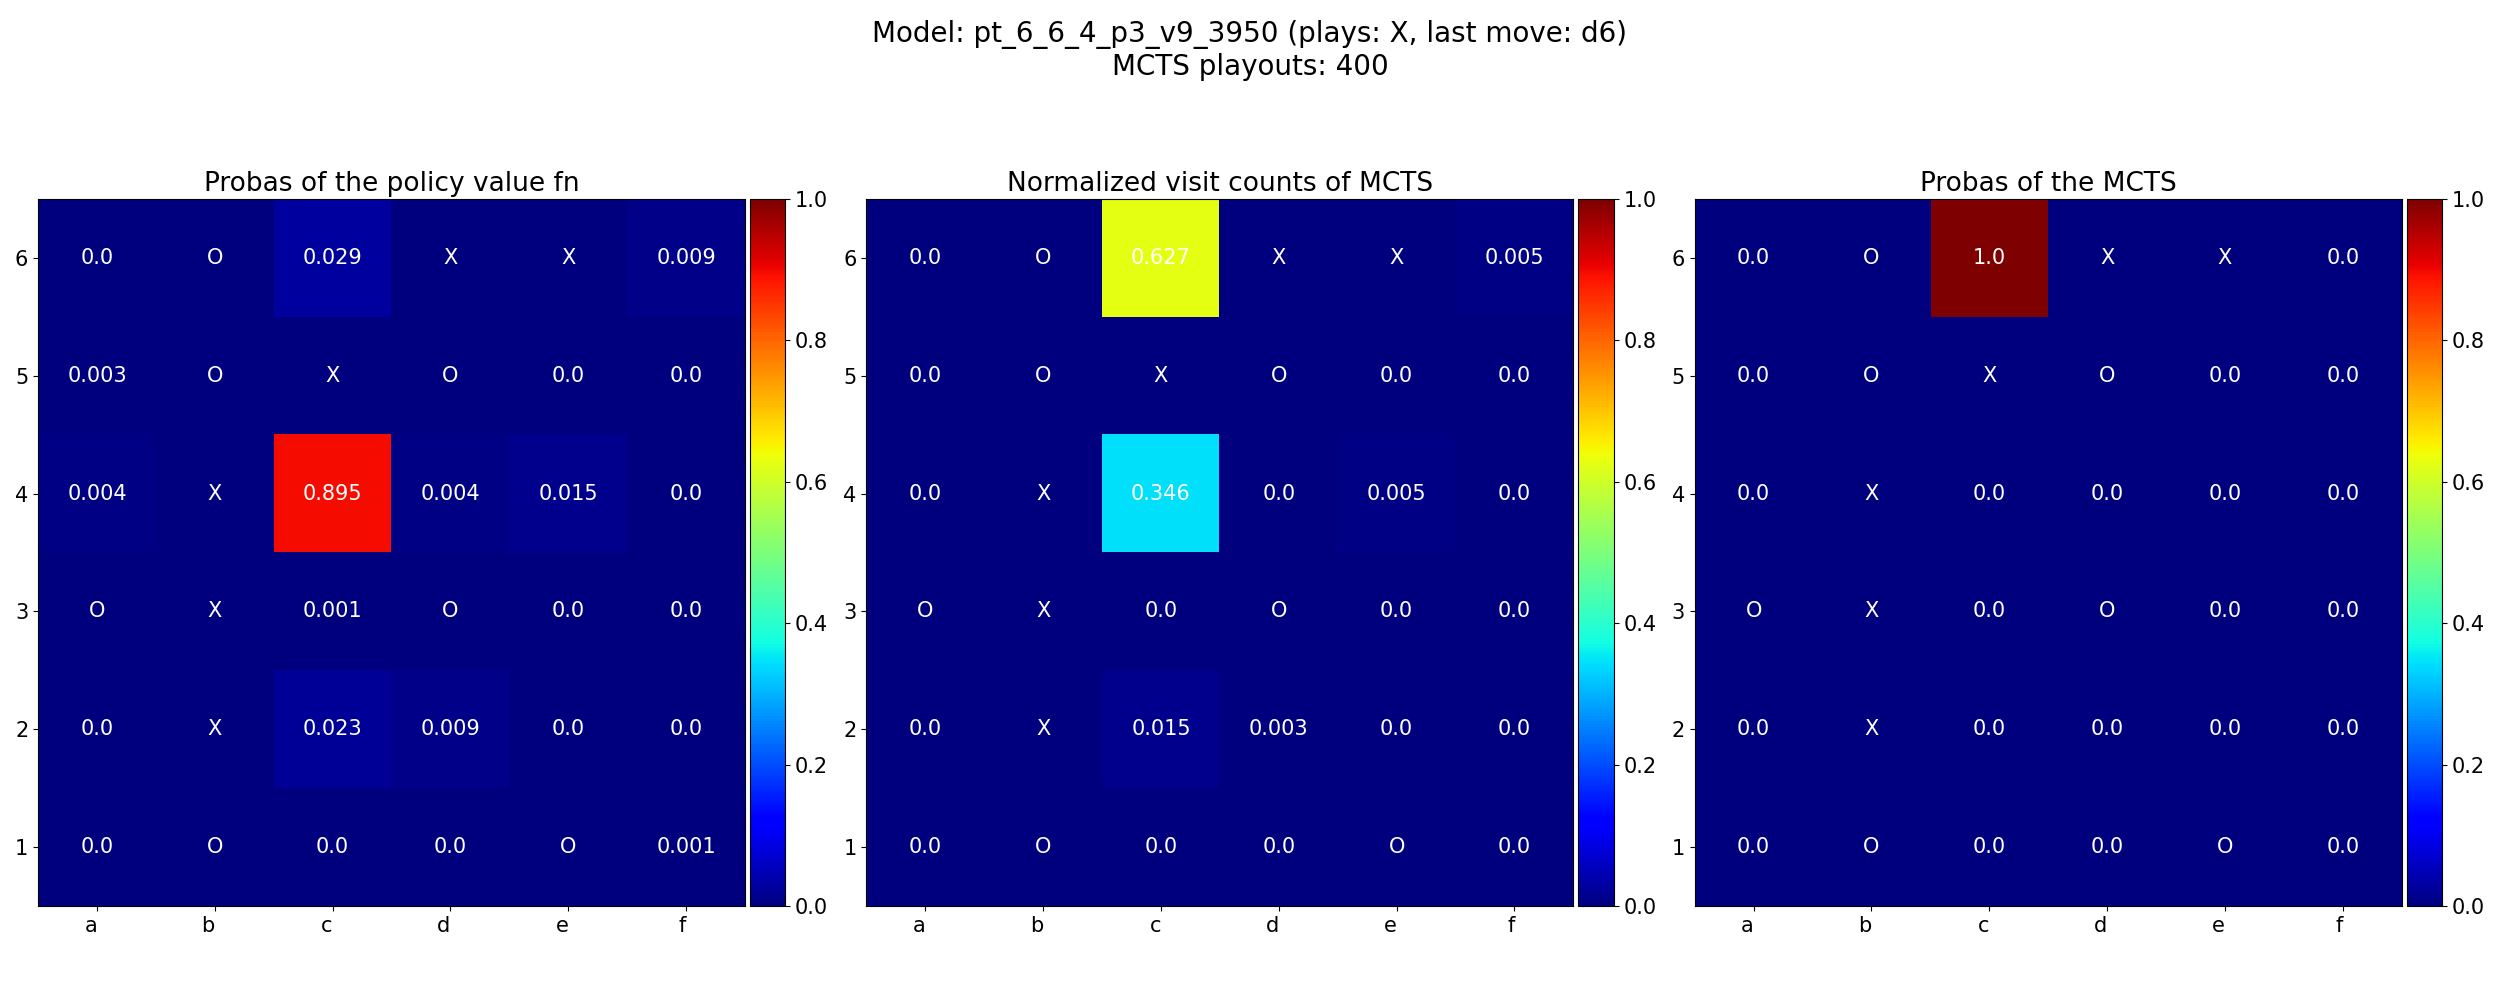 Model: pt_6_6_4_p3_v9_3950 (plays: X, last move: d6)
MCTS playouts: 400
Probas of the policy value fn
6 0.0 O 0.029 X X 0.009
5 0.003 O X O 0.0 0.0
4 0.004 X 0.895 0.004 0.015 0.0
3 O X 0.001 O 0.0 0.0
2 0.0 X 0.023 0.009 0.0 0.0
1 0.0 O 0.0 0.0 O 0.001
a b c d e f
1.0
0.8
0.6
0.4
0.2
0.0
Normalized visit counts of MCTS
6 0.0 O 0.627 X X 0.005
5 0.0 O X O 0.0 0.0
4 0.0 X 0.346 0.0 0.005 0.0
3 O X 0.0 O 0.0 0.0
2 0.0 X 0.015 0.003 0.0 0.0
1 0.0 O 0.0 0.0 O 0.0
a b c d e f
1.0
0.8
0.6
0.4
0.2
0.0
Probas of the MCTS
6 0.0 O 1.0 X X 0.0
5 0.0 O X O 0.0 0.0
4 0.0 X 0.0 0.0 0.0 0.0
3 O X 0.0 O 0.0 0.0
2 0.0 X 0.0 0.0 0.0 0.0
1 0.0 O 0.0 0.0 O 0.0
a b c d e f
1.0
0.8
0.6
0.4
0.2
0.0